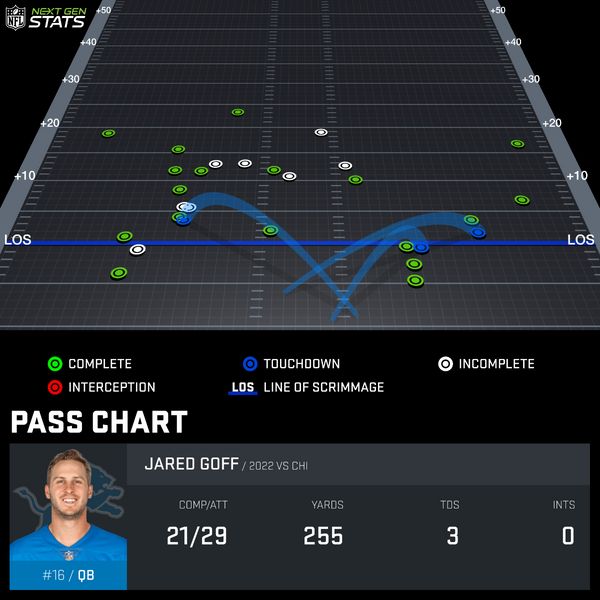 NFL NEXT GEN STATS
+50 +50
+40 +40
+30 +30
+20 +20
+10 +10
LOS LOS
COMPLETE TOUCHDOWN INCOMPLETE
INTERCEPTION LOS LINE OF SCRIMMAGE
PASS CHART
JARED GOFF / 2022 VS CHI
COMP/ATT YARDS TDS INTS
21/29 255 3 0
#16 / QB